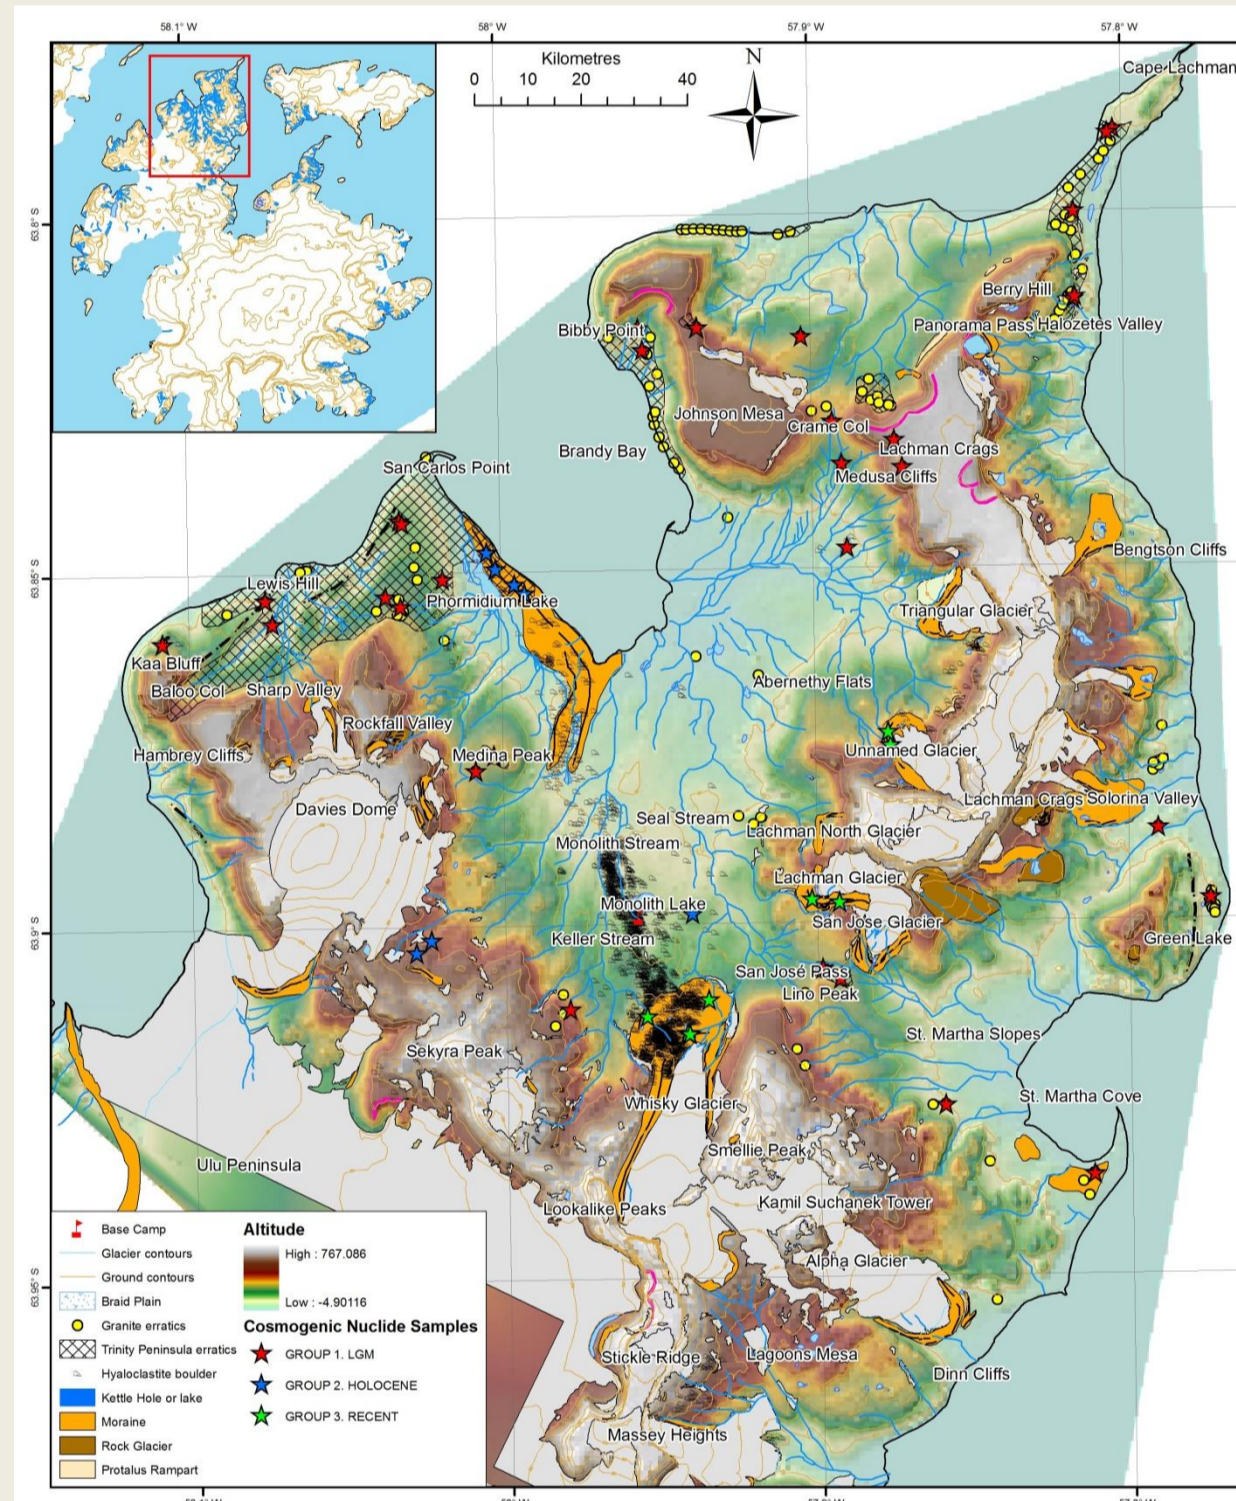 58.1° W
58° W
57.9° W
57.8° W
Kilometres
0 10 20 40
N
Cape Lachman
63.8° S
Berry Hill
Bibby Point
Panorama Pass
Halozetes Valley
Johnson Mesa
Crame Col
Brandy Bay
Lachman Crags
San Carlos Point
Medusa Cliffs
Bengtson Cliffs
63.85° S
Lewis Hill
Phormidium Lake
Triangular Glacier
Kaa Bluff
Baloo Col
Sharp Valley
Abernethy Flats
Rockfall Valley
Hambrey Cliffs
Medina Peak
Unnamed Glacier
Davies Dome
Lachman Crags
Solorina Valley
Seal Stream
Lachman North Glacier
Monolith Stream
Lachman Glacier
Monolith Lake
San Jose Glacier
63.9° S
Keller Stream
Green Lake
San José Pass
Lino Peak
St. Martha Slopes
Sekyra Peak
Whisky Glacier
St. Martha Cove
Smellie Peak
Ulu Peninsula
Kamil Suchanek Tower
Lookalike Peaks
Alpha Glacier
63.95° S
Stickle Ridge
Lagoons Mesa
Dinn Cliffs
Massey Heights
Base Camp
Glacier contours
Ground contours
Braid Plain
Granite erratics
Trinity Peninsula erratics
Hyaloclastite boulder
Kettle Hole or lake
Moraine
Rock Glacier
Protalus Rampart
Altitude
High : 767.086
Low : -4.90116
Cosmogenic Nuclide Samples
GROUP 1. LGM
GROUP 2. HOLOCENE
GROUP 3. RECENT